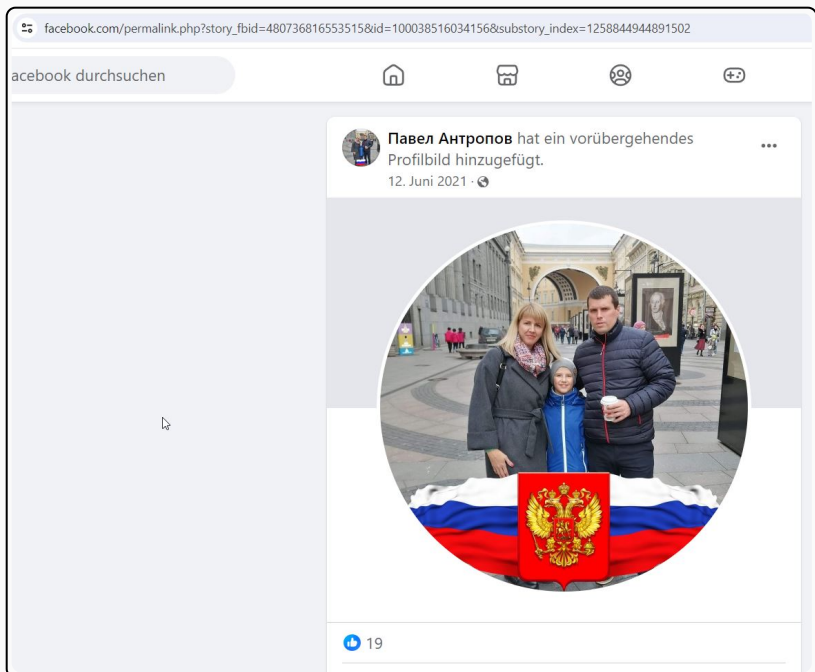 facebook.com/permalink.php?story_fbid=480736816553515&id=100038516034156&substory_index=1258844944891502
acebook durchsuchen
Павел Антропов hat ein vorübergehendes
Profilbild hinzugefügt.
12. Juni 2021 ·
19